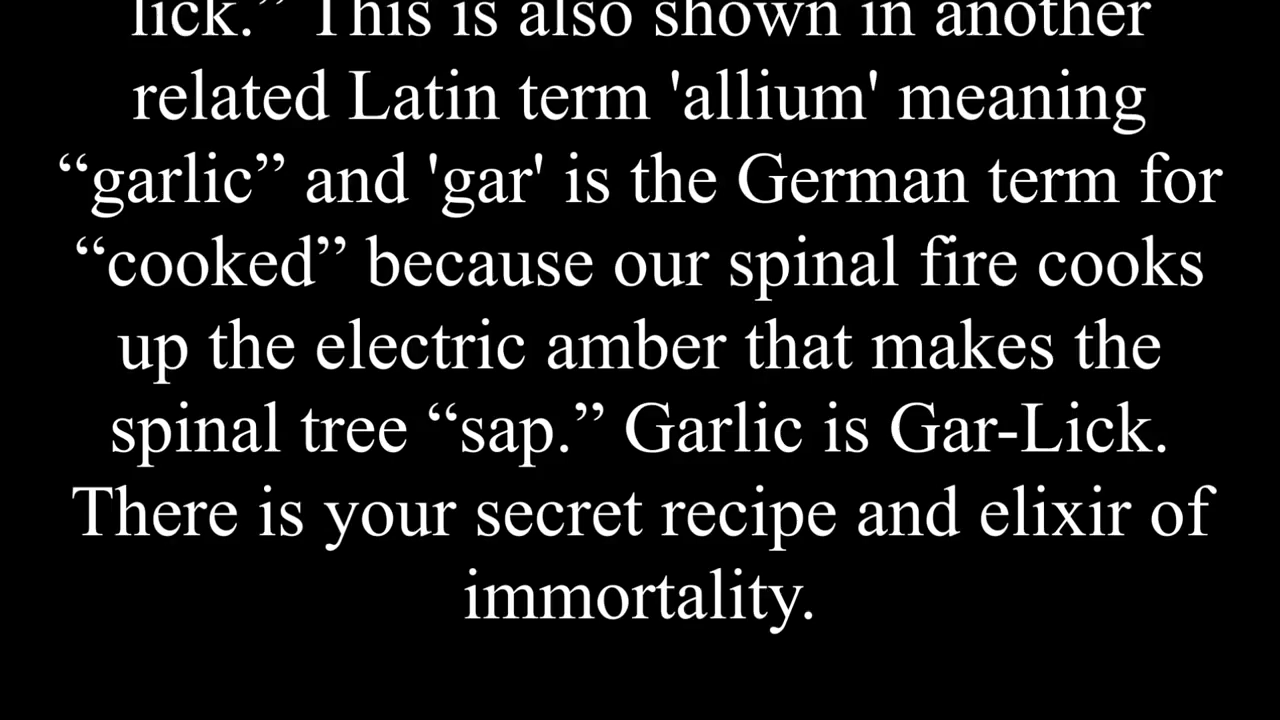 lick.” This is also shown in another
related Latin term 'allium' meaning
“garlic” and 'gar' is the German term for
“cooked” because our spinal fire cooks
up the electric amber that makes the
spinal tree “sap.” Garlic is Gar-Lick.
There is your secret recipe and elixir of
immortality.